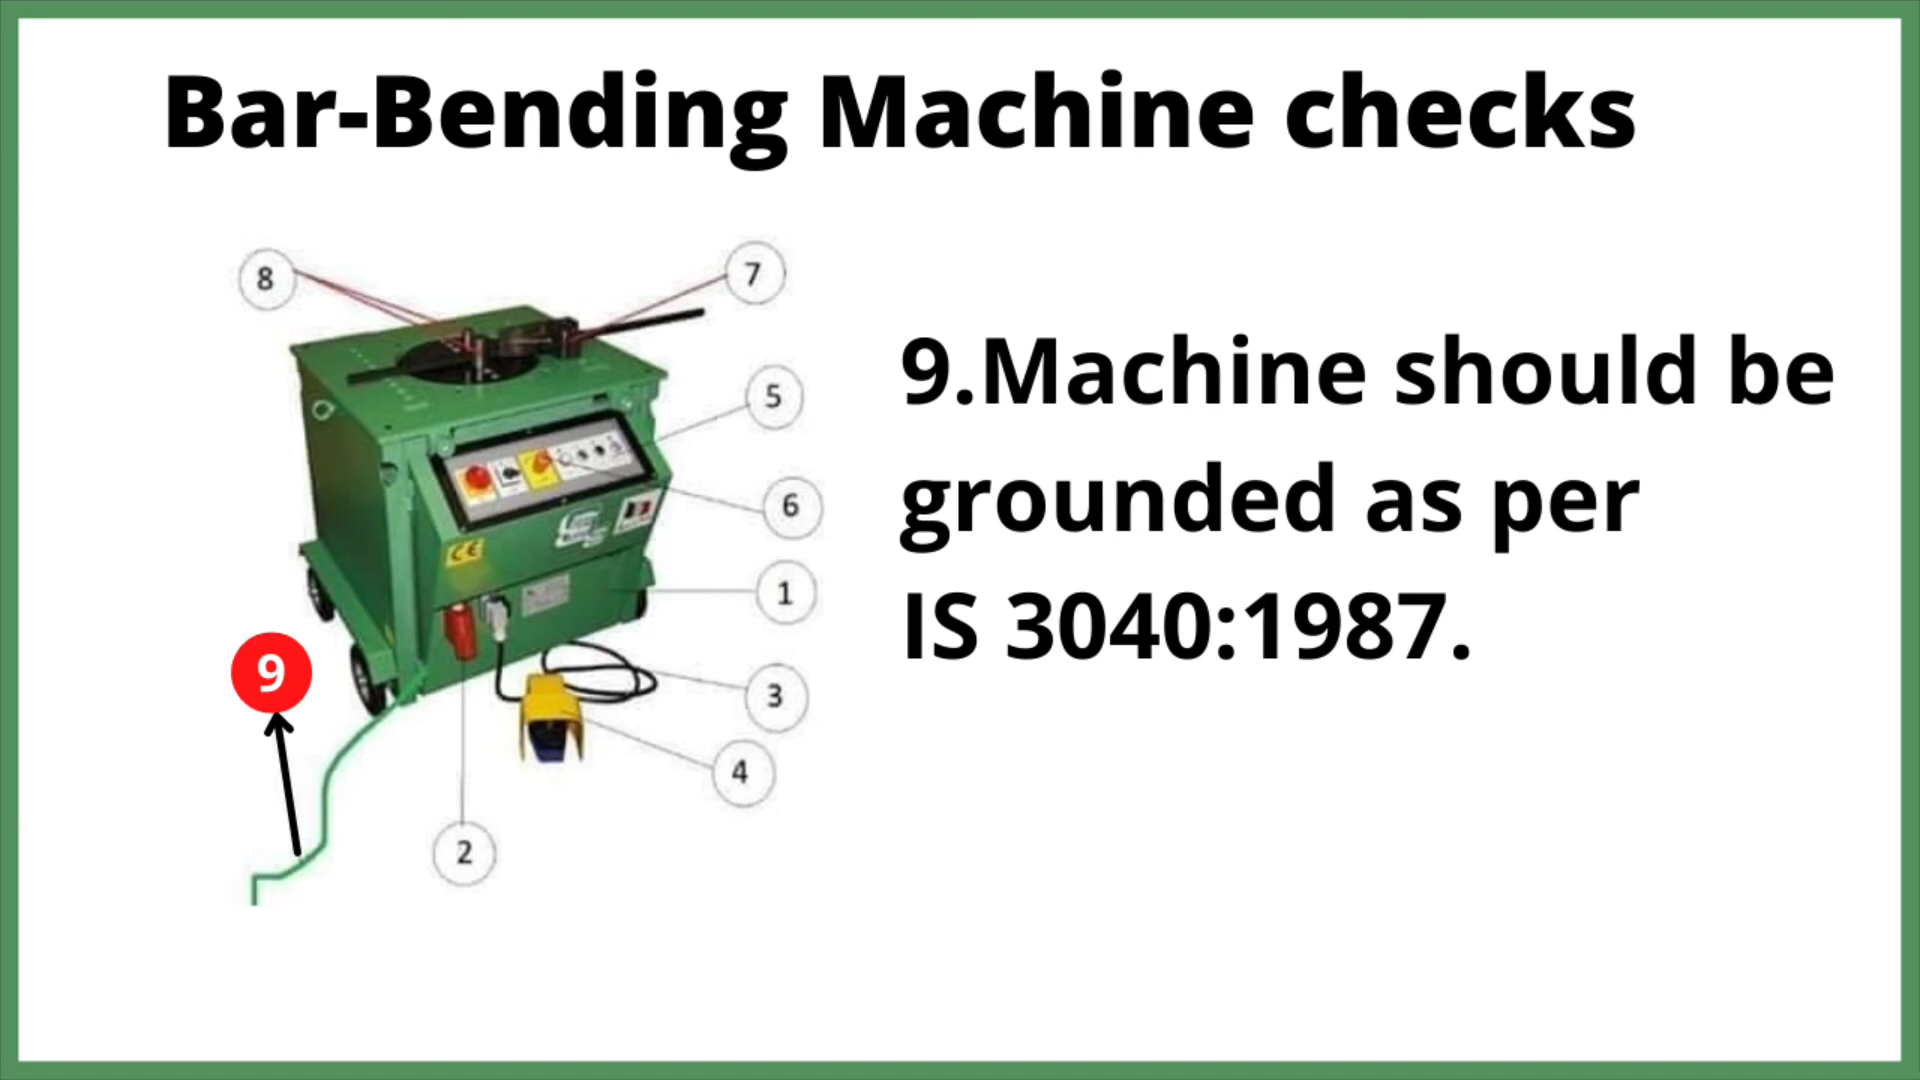 Bar-Bending Machine checks
8
7
5
6
1
3
4
2
9
CE
9.Machine should be
grounded as per
IS 3040:1987.